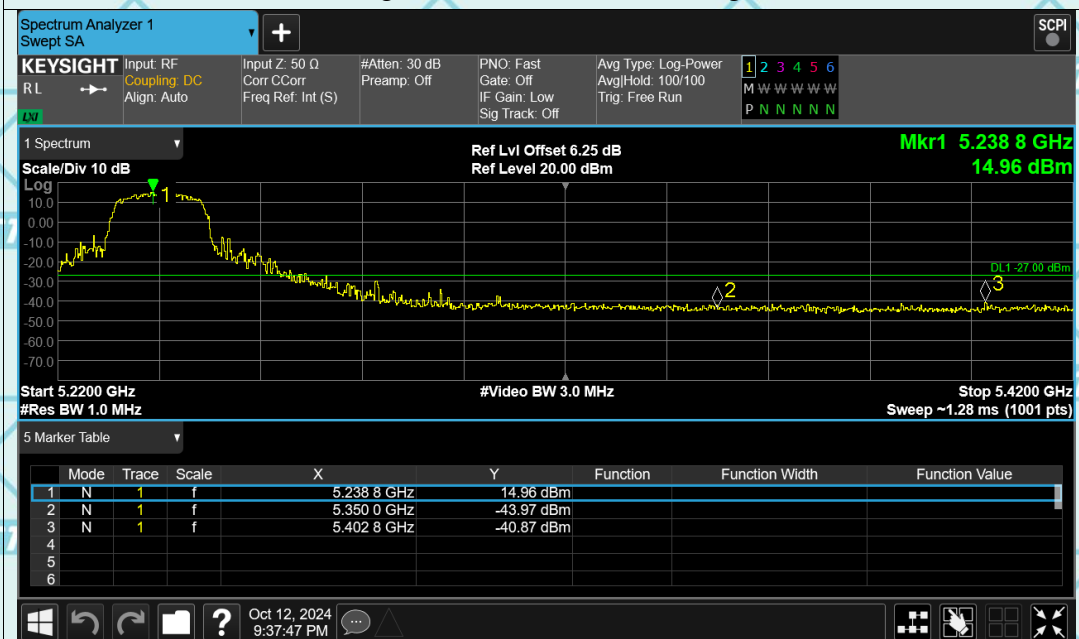 Spectrum Analyzer 1
Swept SA
+
SCPI
KEYSIGHT Input: RF Input Z: 50 Ω #Atten: 30 dB PNO: Fast Avg Type: Log-Power 1 2 3 4 5 6
RL Coupling: DC Corr CCorr Preamp: Off Gate: Off Avg|Hold: 100/100 M W W W W W
Align: Auto Freq Ref: Int (S) IF Gain: Low Trig: Free Run
LXI Sig Track: Off P N N N N N
1 Spectrum Ref Lvl Offset 6.25 dB Mkr1 5.238 8 GHz
Scale/Div 10 dB Ref Level 20.00 dBm 14.96 dBm
Log
1
10.0
0.00
-10.0
-20.0
DL1 -27.00 dBm
-30.0
2 3
-40.0
-50.0
-60.0
-70.0
Start 5.2200 GHz #Video BW 3.0 MHz Stop 5.4200 GHz
#Res BW 1.0 MHz Sweep ~1.28 ms (1001 pts)
5 Marker Table
Mode Trace Scale X Y Function Function Width Function Value
1 N 1 f 5.238 8 GHz 14.96 dBm
2 N 1 f 5.350 0 GHz -43.97 dBm
3 N 1 f 5.402 8 GHz -40.87 dBm
4
5
6
? Oct 12, 2024
9:37:47 PM